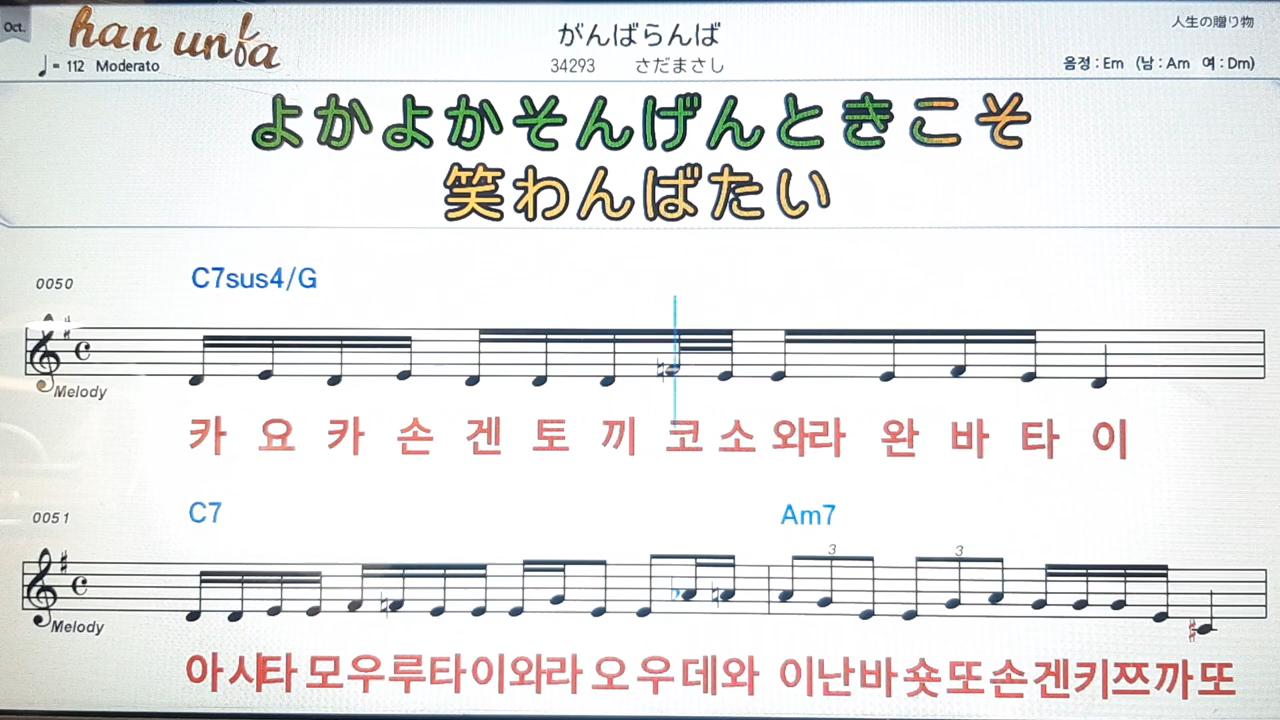 Oct.
han unla
♩= 112 Moderato
がんばらんば
34293 さだまさし
人生の贈り物
음정 : Em (남 : Am 여 : Dm)
よかよかそんげんときこそ
笑わんばたい
0050
C7sus4/G
Melody
카 요 카 손 겐 토 끼 코 소 와라 완 바 타 이
0051
C7 Am7
3 3
Melody
아 시타 모우루타이와라 오 우 데와 이난바 숏 또 손겐키쯔까 또